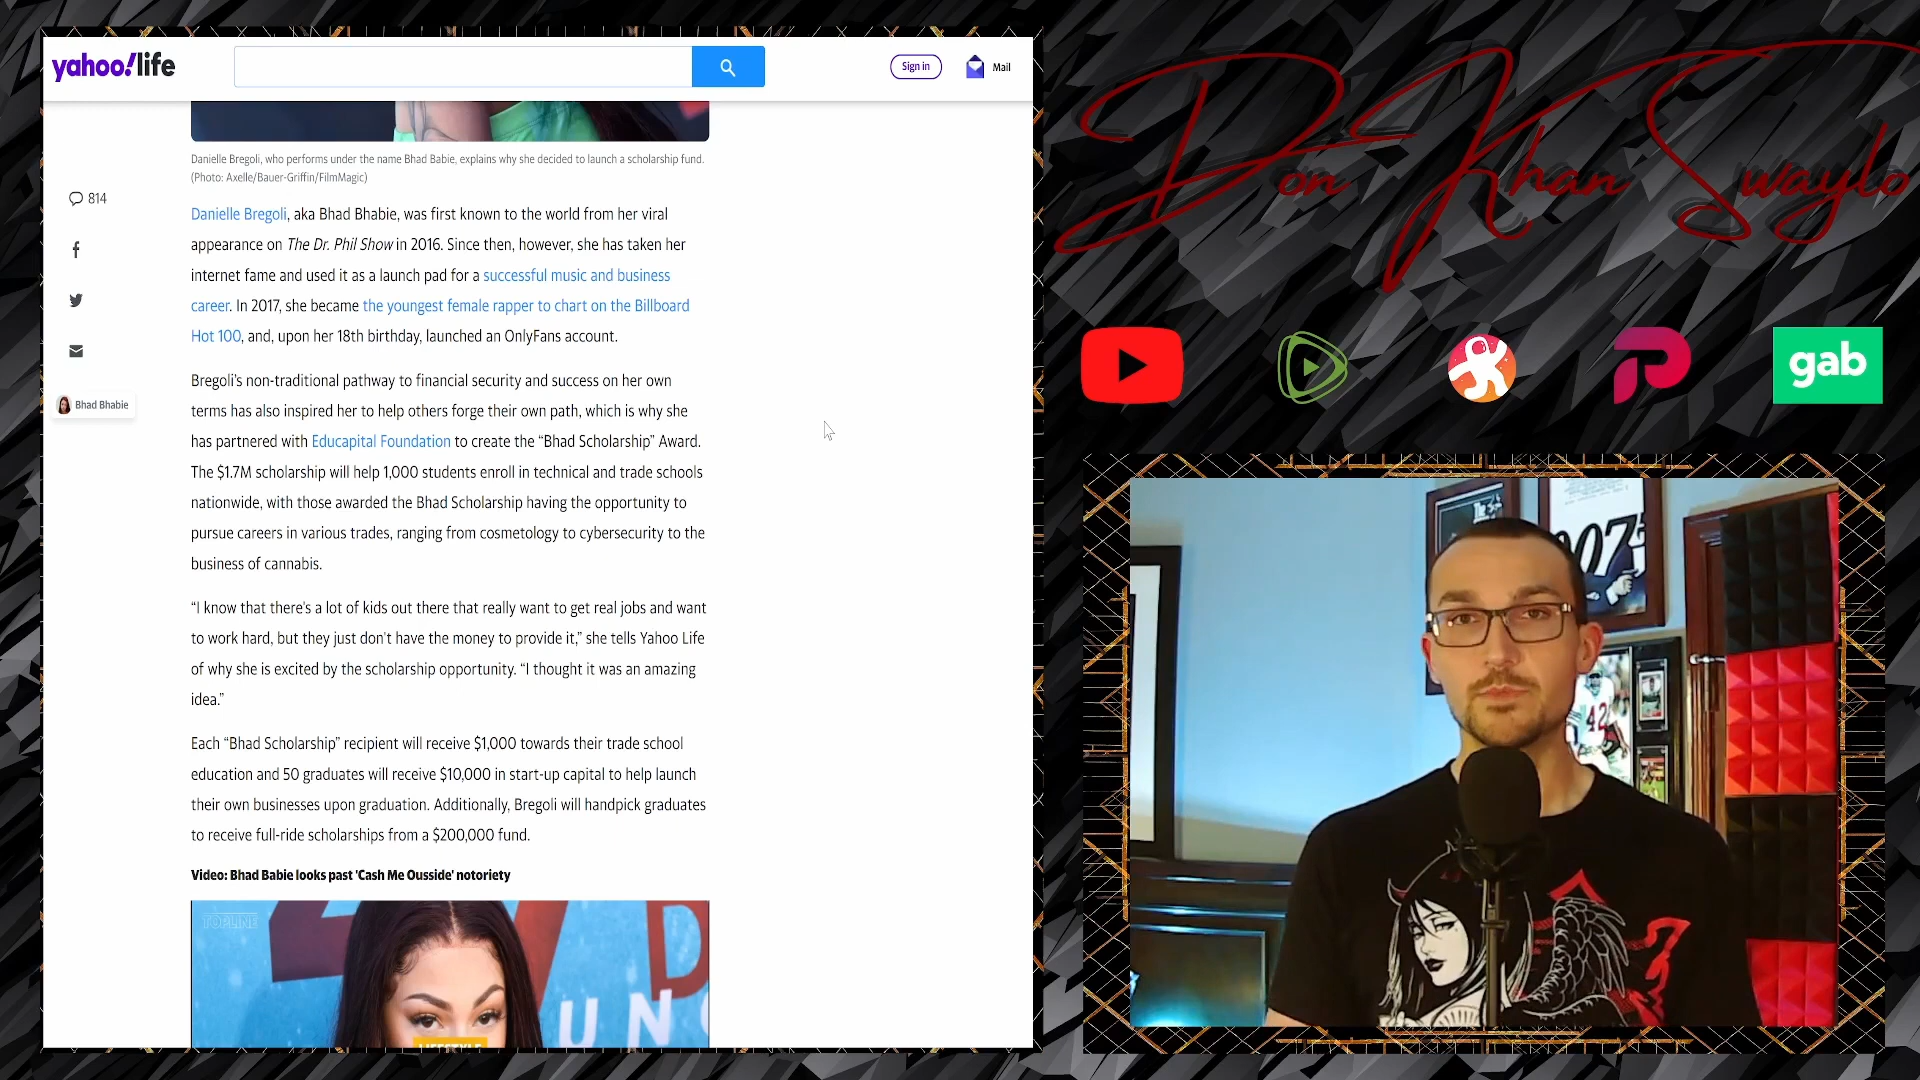 yahoo!life
Sign in
Mail
Danielle Bregoli, who performs under the name Bhad Babie, explains why she decided to launch a scholarship fund.
(Photo: Axelle/Bauer-Griffin/FilmMagic)
814
Danielle Bregoli, aka Bhad Bhabie, was first known to the world from her viral
appearance on The Dr. Phil Show in 2016. Since then, however, she has taken her
internet fame and used it as a launch pad for a successful music and business
career. In 2017, she became the youngest female rapper to chart on the Billboard
Hot 100, and, upon her 18th birthday, launched an OnlyFans account.
Bhad Bhabie
Bregoli's non-traditional pathway to financial security and success on her own
terms has also inspired her to help others forge their own path, which is why she
has partnered with Educapital Foundation to create the “Bhad Scholarship” Award.
The $1.7M scholarship will help 1,000 students enroll in technical and trade schools
nationwide, with those awarded the Bhad Scholarship having the opportunity to
pursue careers in various trades, ranging from cosmetology to cybersecurity to the
business of cannabis.
“I know that there's a lot of kids out there that really want to get real jobs and want
to work hard, but they just don't have the money to provide it,” she tells Yahoo Life
of why she is excited by the scholarship opportunity. “I thought it was an amazing
idea.”
Each “Bhad Scholarship” recipient will receive $1,000 towards their trade school
education and 50 graduates will receive $10,000 in start-up capital to help launch
their own businesses upon graduation. Additionally, Bregoli will handpick graduates
to receive full-ride scholarships from a $200,000 fund.
Video: Bhad Babie looks past 'Cash Me Ousside' notoriety
TOPLINE
D
UN
LIFESTYLE
Don Khan Swaylo
gab
007
42